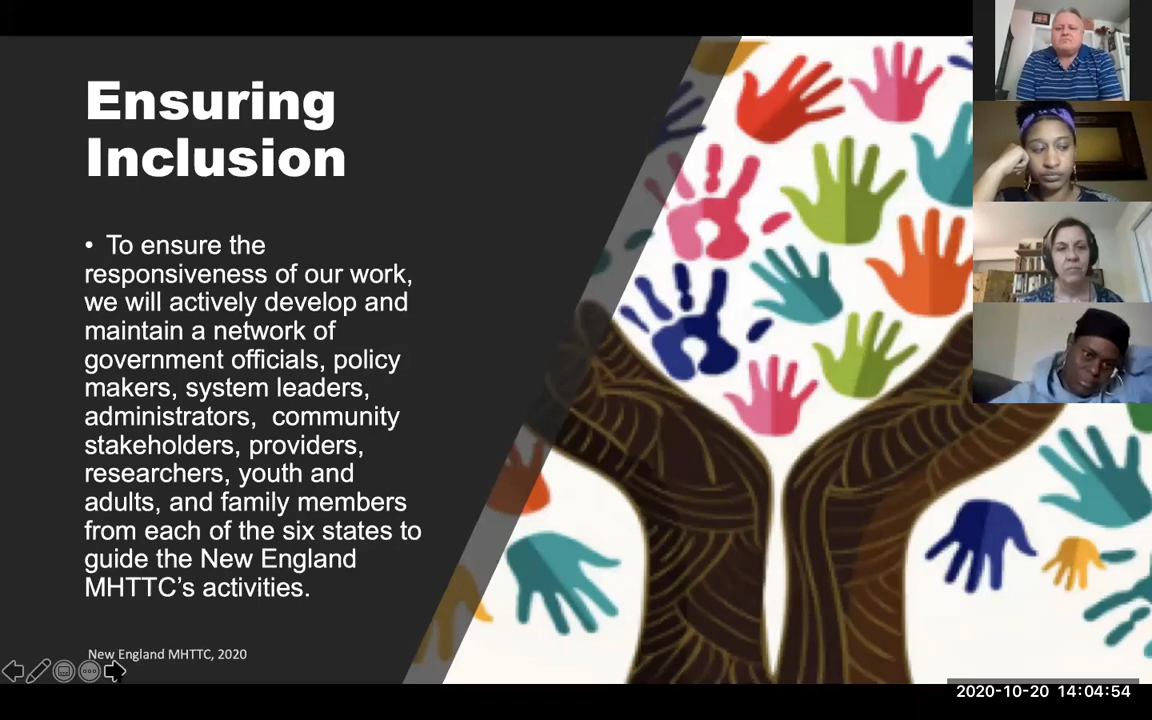 Ensuring
Inclusion
• To ensure the
responsiveness of our work,
we will actively develop and
maintain a network of
government officials, policy
makers, system leaders,
administrators, community
stakeholders, providers,
researchers, youth and
adults, and family members
from each of the six states to
guide the New England
MHTTC’s activities.
New England MHTTC, 2020
2020-10-20 14:04:54